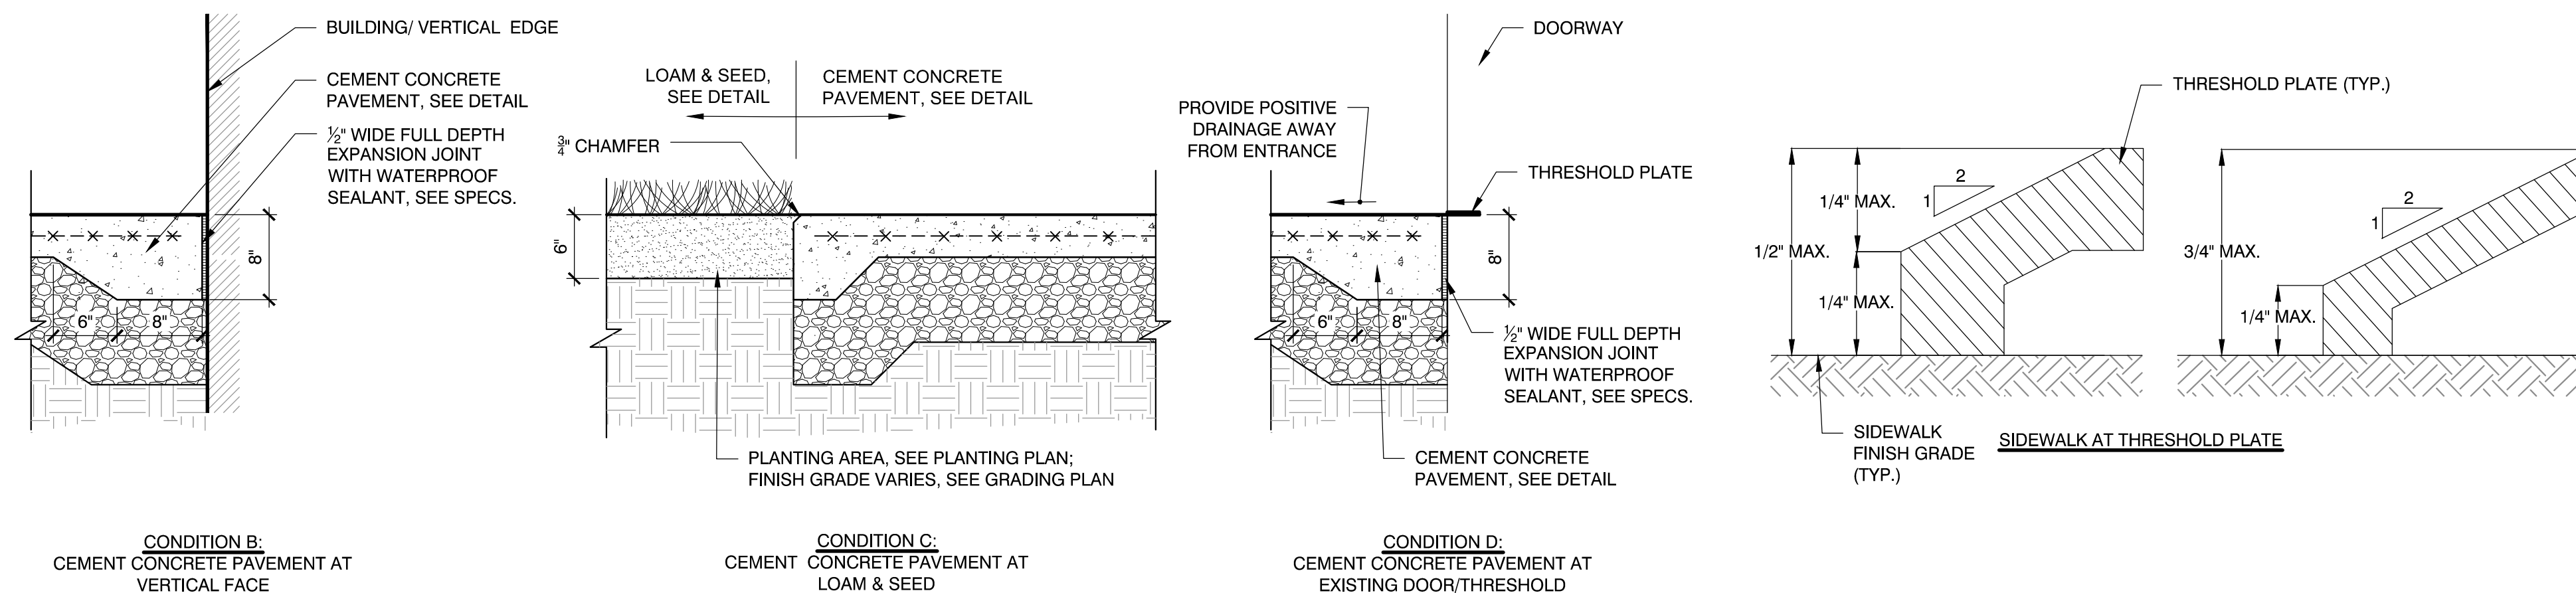 BUILDING/ VERTICAL EDGE
CEMENT CONCRETE
PAVEMENT, SEE DETAIL
½" WIDE FULL DEPTH
EXPANSION JOINT
WITH WATERPROOF
SEALANT, SEE SPECS.
8"
6"
8"
CONDITION B:
CEMENT CONCRETE PAVEMENT AT
VERTICAL FACE
LOAM & SEED,
SEE DETAIL
CEMENT CONCRETE
PAVEMENT, SEE DETAIL
¾" CHAMFER
6"
PLANTING AREA, SEE PLANTING PLAN;
FINISH GRADE VARIES, SEE GRADING PLAN
CONDITION C:
CEMENT CONCRETE PAVEMENT AT
LOAM & SEED
DOORWAY
PROVIDE POSITIVE
DRAINAGE AWAY
FROM ENTRANCE
THRESHOLD PLATE
8"
6"
8"
½" WIDE FULL DEPTH
EXPANSION JOINT
WITH WATERPROOF
SEALANT, SEE SPECS.
CEMENT CONCRETE
PAVEMENT, SEE DETAIL
CONDITION D:
CEMENT CONCRETE PAVEMENT AT
EXISTING DOOR/THRESHOLD
THRESHOLD PLATE (TYP.)
2
1
1/4" MAX.
1/2" MAX.
1/4" MAX.
2
1
3/4" MAX.
1/4" MAX.
SIDEWALK
FINISH GRADE
(TYP.)
SIDEWALK AT THRESHOLD PLATE